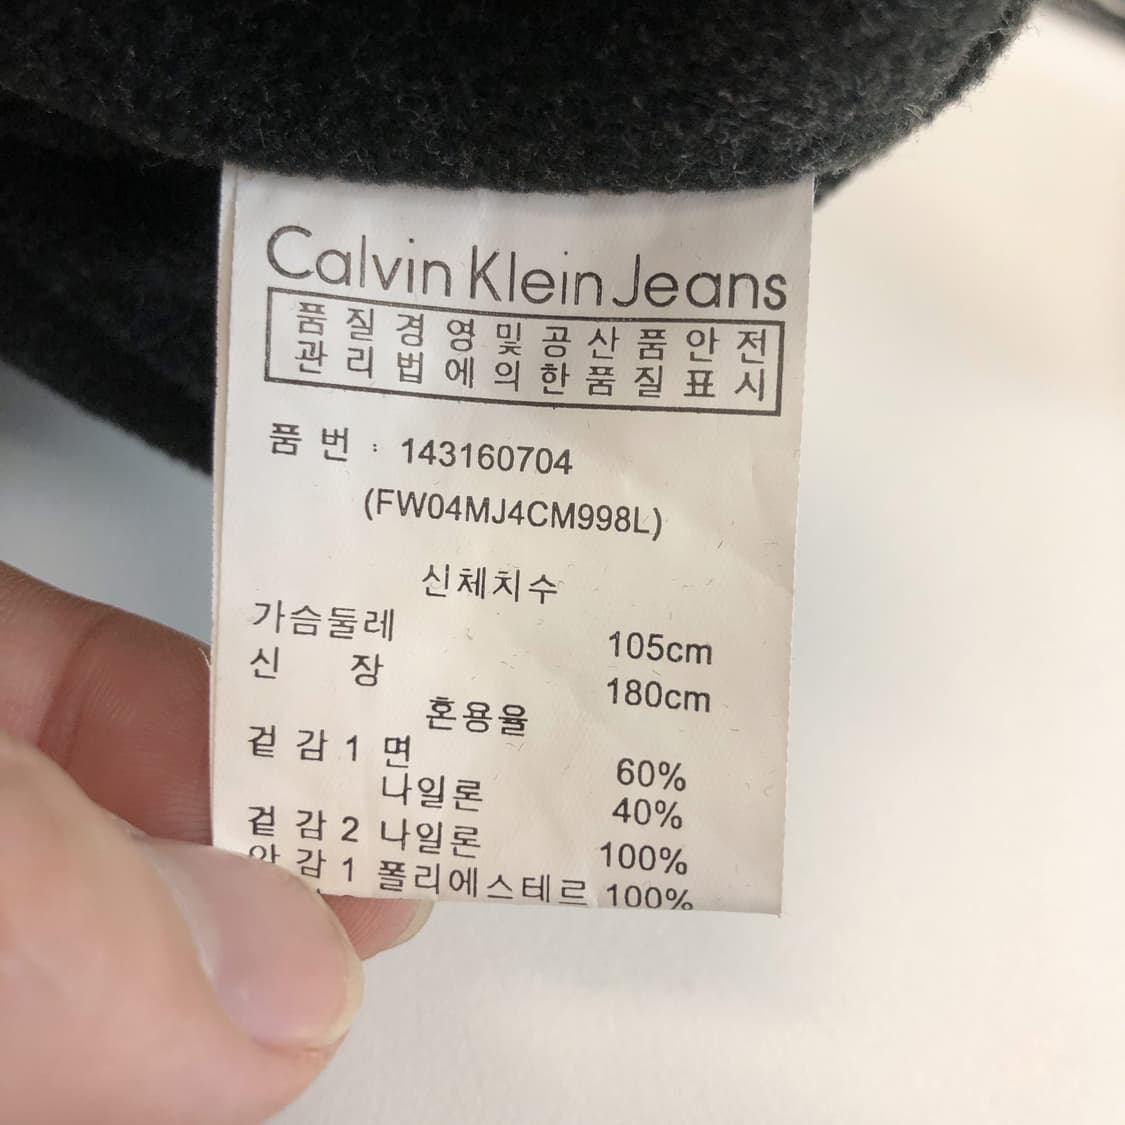 Calvin Klein Jeans
품질경영및공산품안전
관리법에의한품질표시
품 번 : 143160704
(FW04MJ4CM998L)
신체치수
가슴둘레 105cm
신 장 180cm
혼용율
겉 감 1 면 60%
나일론 40%
겉 감 2 나일론 100%
안 감 1 폴리에스테르 100%